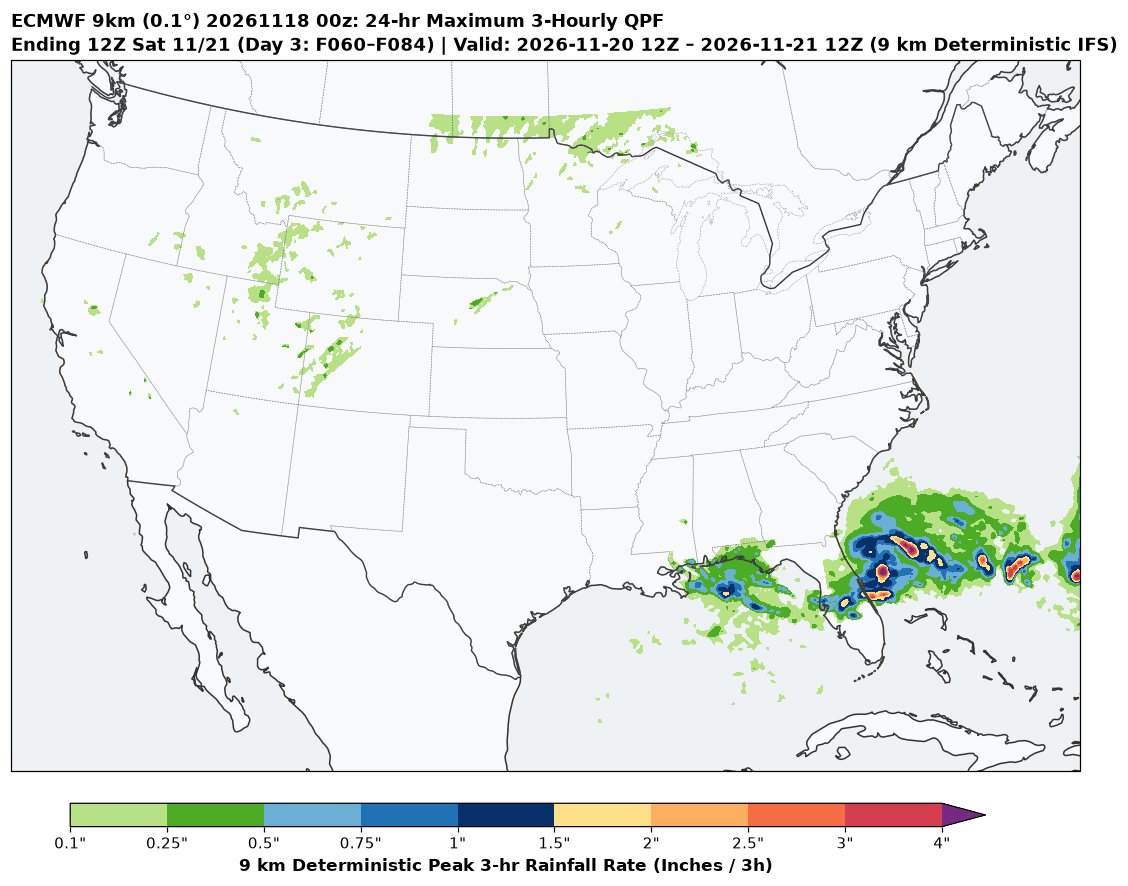 ECMWF 9km (0.1°) 20261118 00z: 24-hr Maximum 3-Hourly QPF
Ending 12Z Sat 11/21 (Day 3: F060–F084) | Valid: 2026-11-20 12Z – 2026-11-21 12Z (9 km Deterministic IFS)
0.1" 0.25" 0.5" 0.75" 1" 1.5" 2" 2.5" 3" 4"
9 km Deterministic Peak 3-hr Rainfall Rate (Inches / 3h)